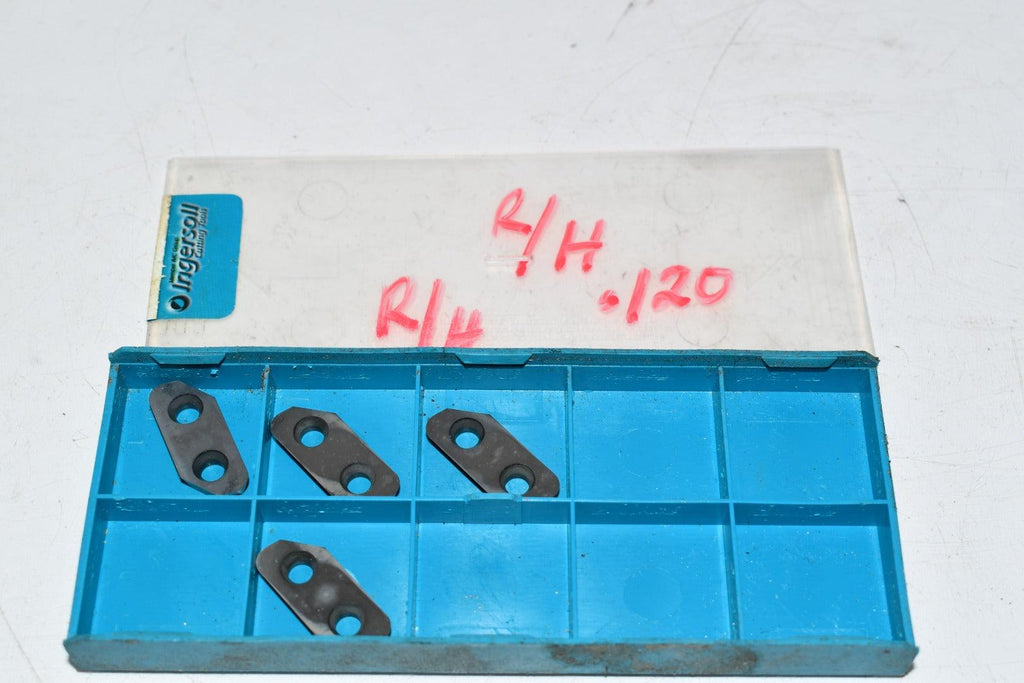 Ingersoll
Cutting Tools
R/H
.120
R/H